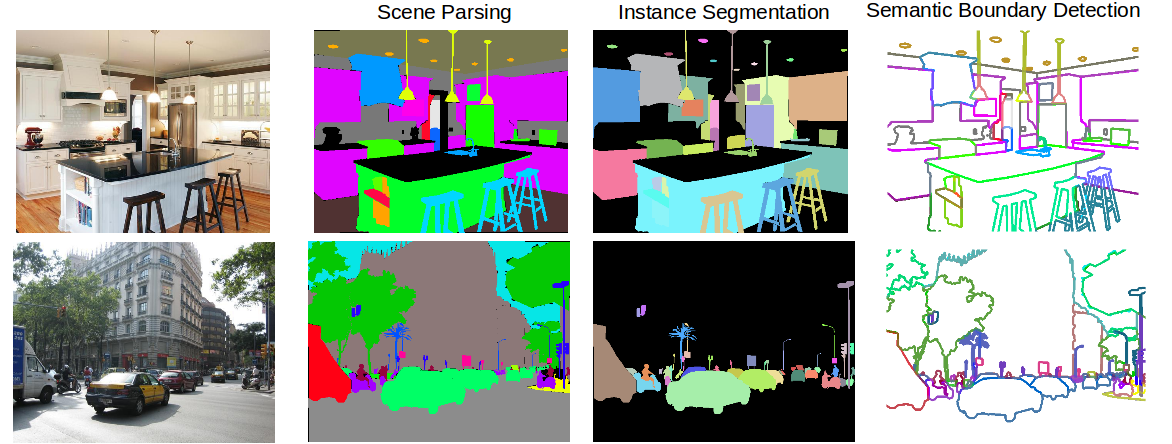 Scene Parsing
Instance Segmentation
Semantic Boundary Detection